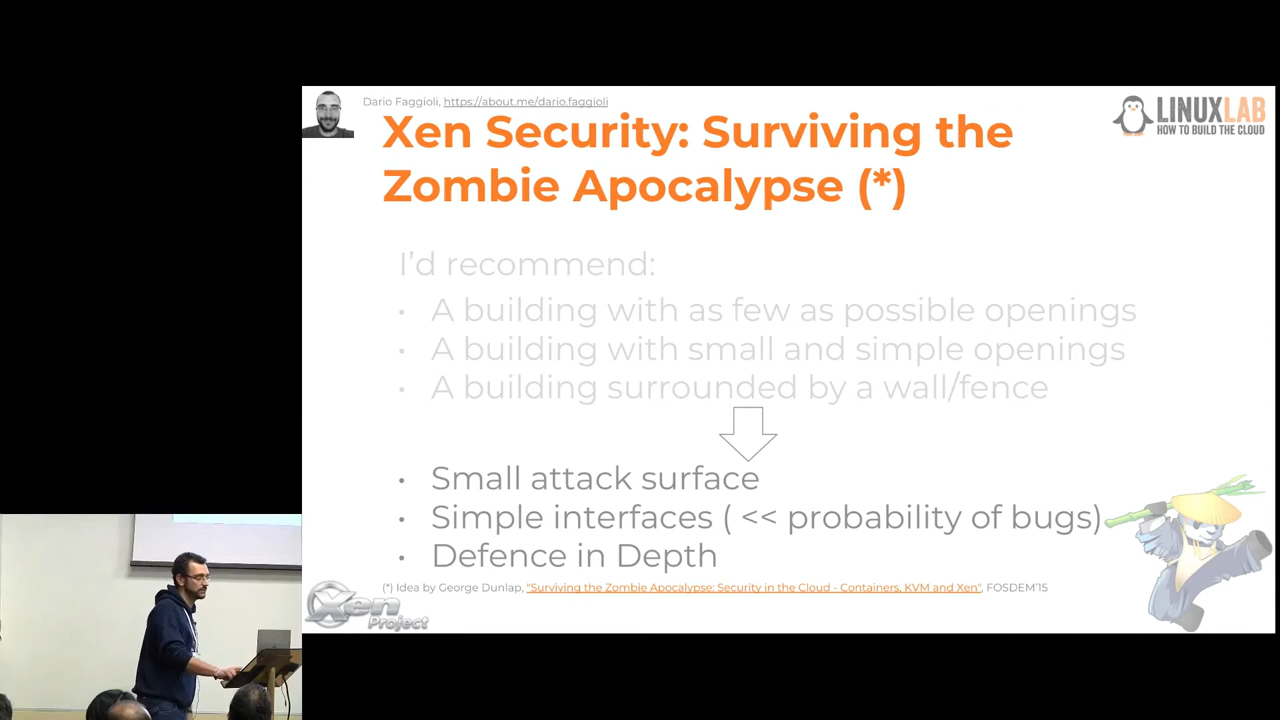 Dario Faggioli, https://about.me/dario.faggioli
LINUXLAB
HOW TO BUILD THE CLOUD
Xen Security: Surviving the
Zombie Apocalypse (*)
I'd recommend:
• A building with as few as possible openings
• A building with small and simple openings
• A building surrounded by a wall/fence
• Small attack surface
• Simple interfaces ( << probability of bugs)
• Defence in Depth
(*) Idea by George Dunlap, "Surviving the Zombie Apocalypse: Security in the Cloud - Containers, KVM and Xen", FOSDEM'15
Xen
Project